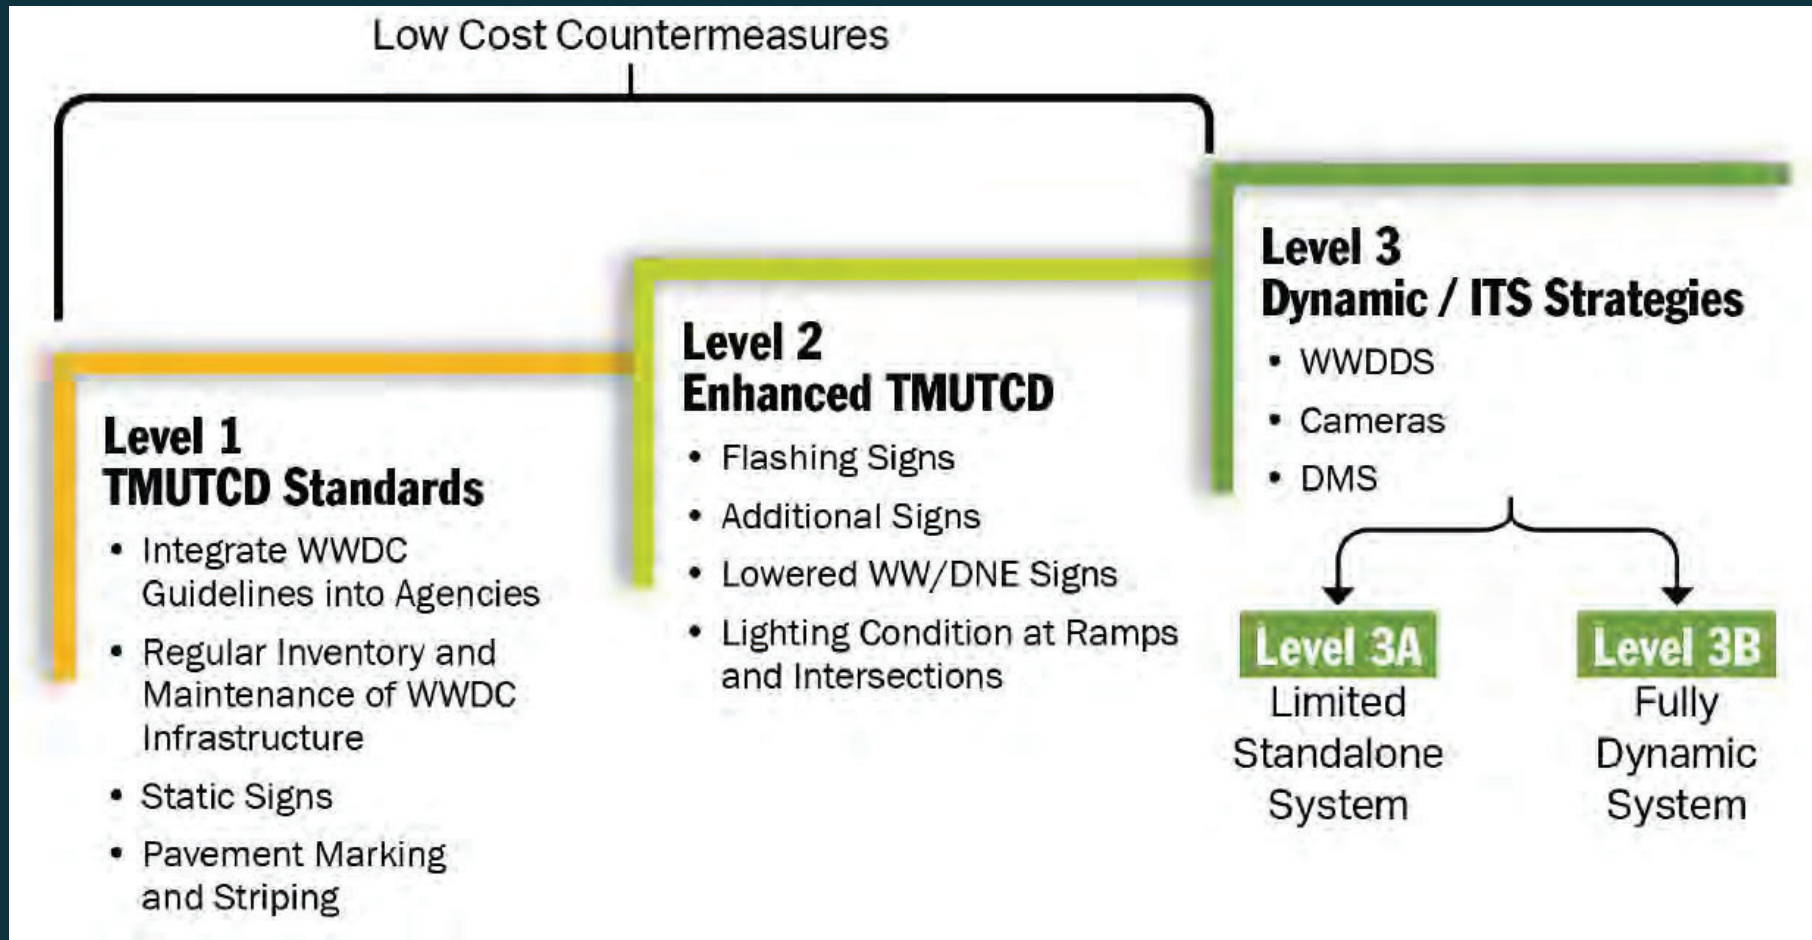 Low Cost Countermeasures
Level 1
TMUTCD Standards
• Integrate WWDC
Guidelines into Agencies
• Regular Inventory and
Maintenance of WWDC
Infrastructure
• Static Signs
• Pavement Marking
and Striping
Level 2
Enhanced TMUTCD
• Flashing Signs
• Additional Signs
• Lowered WW/DNE Signs
• Lighting Condition at Ramps
and Intersections
Level 3
Dynamic / ITS Strategies
• WWDDS
• Cameras
• DMS
Level 3A
Limited
Standalone
System
Level 3B
Fully
Dynamic
System